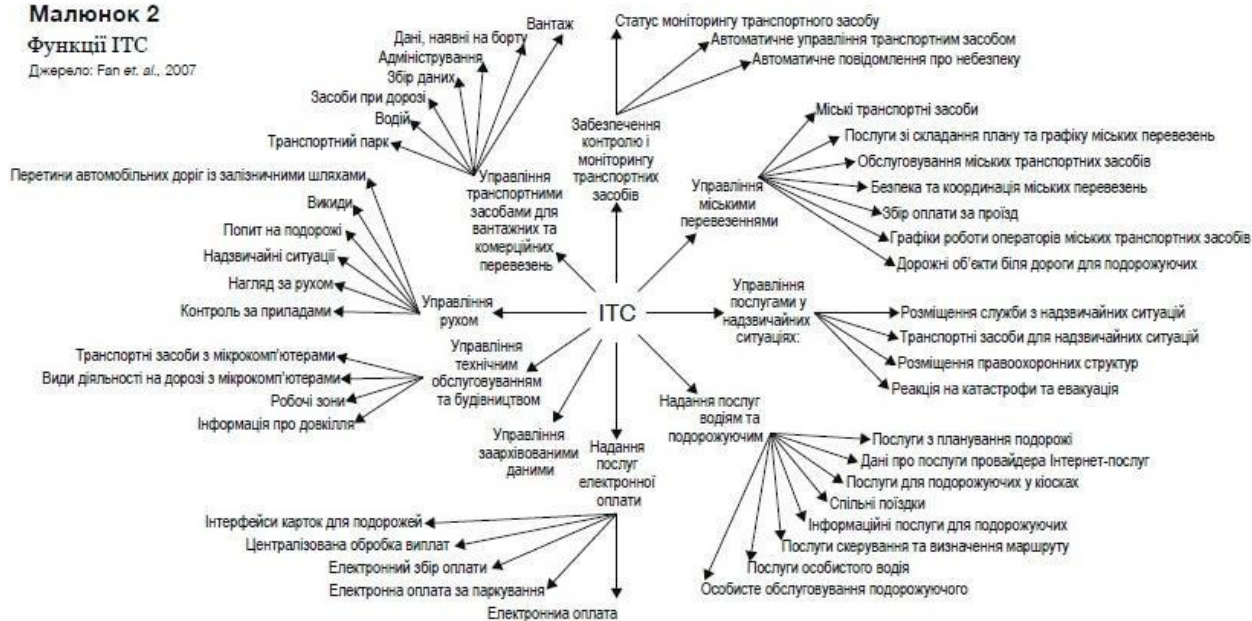 Малюнок 2
Функції ІТС
Джерело: Fan et. al., 2007
Вантаж
Дані, наявні на борту
Адміністрування
Збір даних
Засоби при дорозі
Водій
Транспортний парк
Управління
транспортними
засобами для
вантажних та
комерційних
перевезень
Статус моніторингу транспортного засобу
Автоматичне управління транспортним засобом
Автоматичне повідомлення про небезпеку
Забезпечення
контролю і
моніторингу
транспортних
засобів
Міські транспортні засоби
Послуги зі складання плану та графіку міських перевезень
Обслуговування міських транспортних засобів
Безпека та координація міських перевезень
Збір оплати за проїзд
Графіки роботи операторів міських транспортних засобів
Дорожні об'єкти біля дороги для подорожуючих
Управління
міськими
перевезеннями
Перетини автомобільних доріг із залізничними шляхами
Викиди
Попит на подорожі
Надзвичайні ситуації
Нагляд за рухом
Контроль за приладами
Управління
рухом
ІТС
Управління
послугами у
надзвичайних
ситуаціях:
Розміщення служби з надзвичайних ситуацій
Транспортні засоби для надзвичайних ситуацій
Розміщення правоохоронних структур
Реакція на катастрофи та евакуація
Транспортні засоби з мікрокомп'ютерами
Види діяльності на дорозі з мікрокомп'ютерами
Робочі зони
Інформація про довкілля
Управління
технічним
обслуговуванням
та будівництвом
Управління
заархівованими
даними
Надання
послуг
електронної
оплати
Надання послуг
водіям та
подорожуючим
Послуги з планування подорожі
Дані про послуги провайдера Інтернет-послуг
Послуги для подорожуючих у кіосках
Спільні поїздки
Інформаційні послуги для подорожуючих
Послуги скерування та визначення маршруту
Послуги особистого водія
Особисте обслуговування подорожуючого
Інтерфейси карток для подорожей
Централізована обробка виплат
Електронний збір оплати
Електронна оплата за паркування
Електронниа оплата